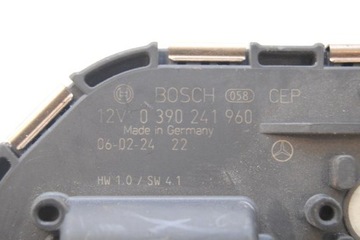 BOSCH 058 CEP
12V 0 390 241 960
Made in Germany
06-02-24 22
HW 1.0 / SW 4.1